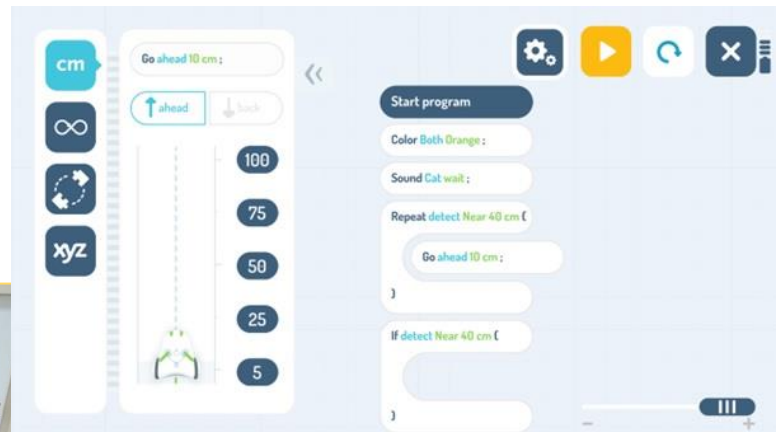 cm
∞
xyz
Go ahead 10 cm ;
ahead
back
100
75
50
25
5
Start program
Color Both Orange ;
Sound Cat wait ;
Repeat detect Near 40 cm {
Go ahead 10 cm ;
}
If detect Near 40 cm {
}
- +